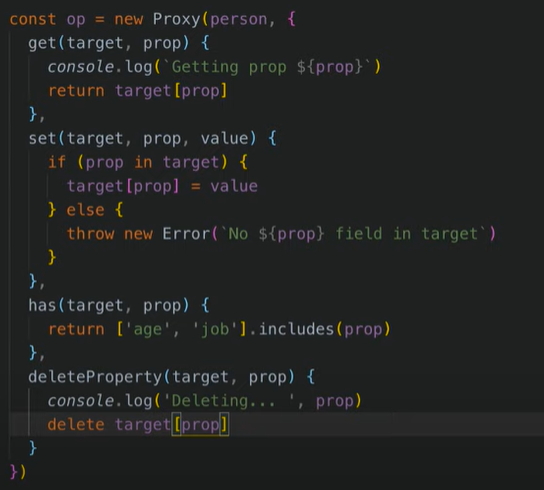 const op = new Proxy(person, {
  get(target, prop) {
    console.log(`Getting prop ${prop}`)
    return target[prop]
  },
  set(target, prop, value) {
    if (prop in target) {
      target[prop] = value
    } else {
      throw new Error(`No ${prop} field in target`)
    }
  },
  has(target, prop) {
    return ['age', 'job'].includes(prop)
  },
  deleteProperty(target, prop) {
    console.log('Deleting... ', prop)
    delete target[prop]
  }
})